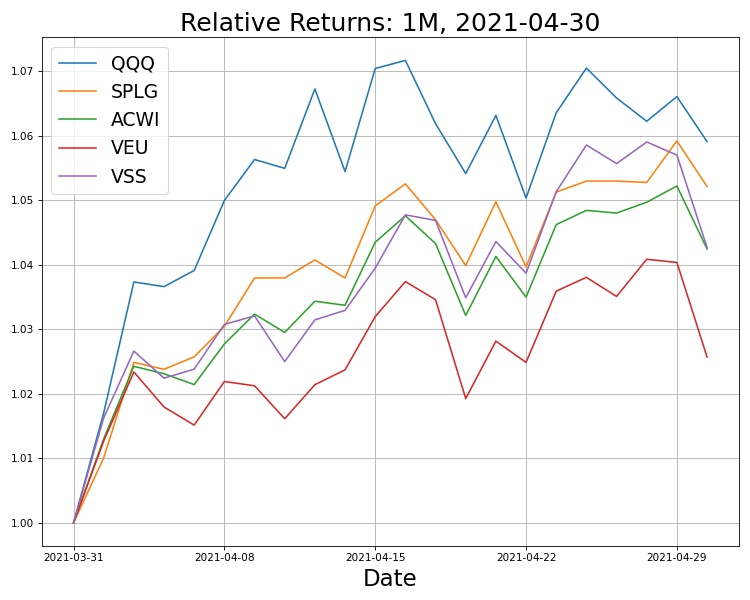 Relative Returns: 1M, 2021-04-30
QQQ
SPLG
ACWI
VEU
VSS
1.07
1.06
1.05
1.04
1.03
1.02
1.01
1.00
2021-03-31
2021-04-08
2021-04-15
2021-04-22
2021-04-29
Date